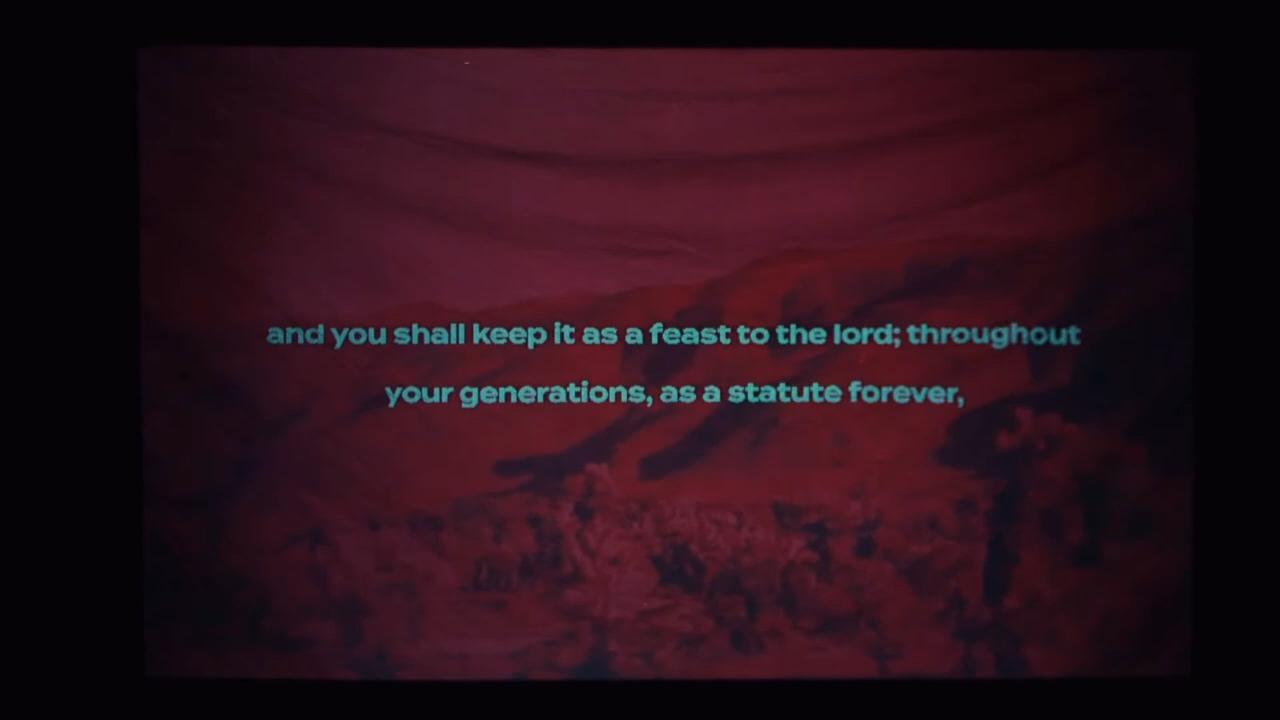 and you shall keep it as a feast to the lord; throughout
your generations, as a statute forever,